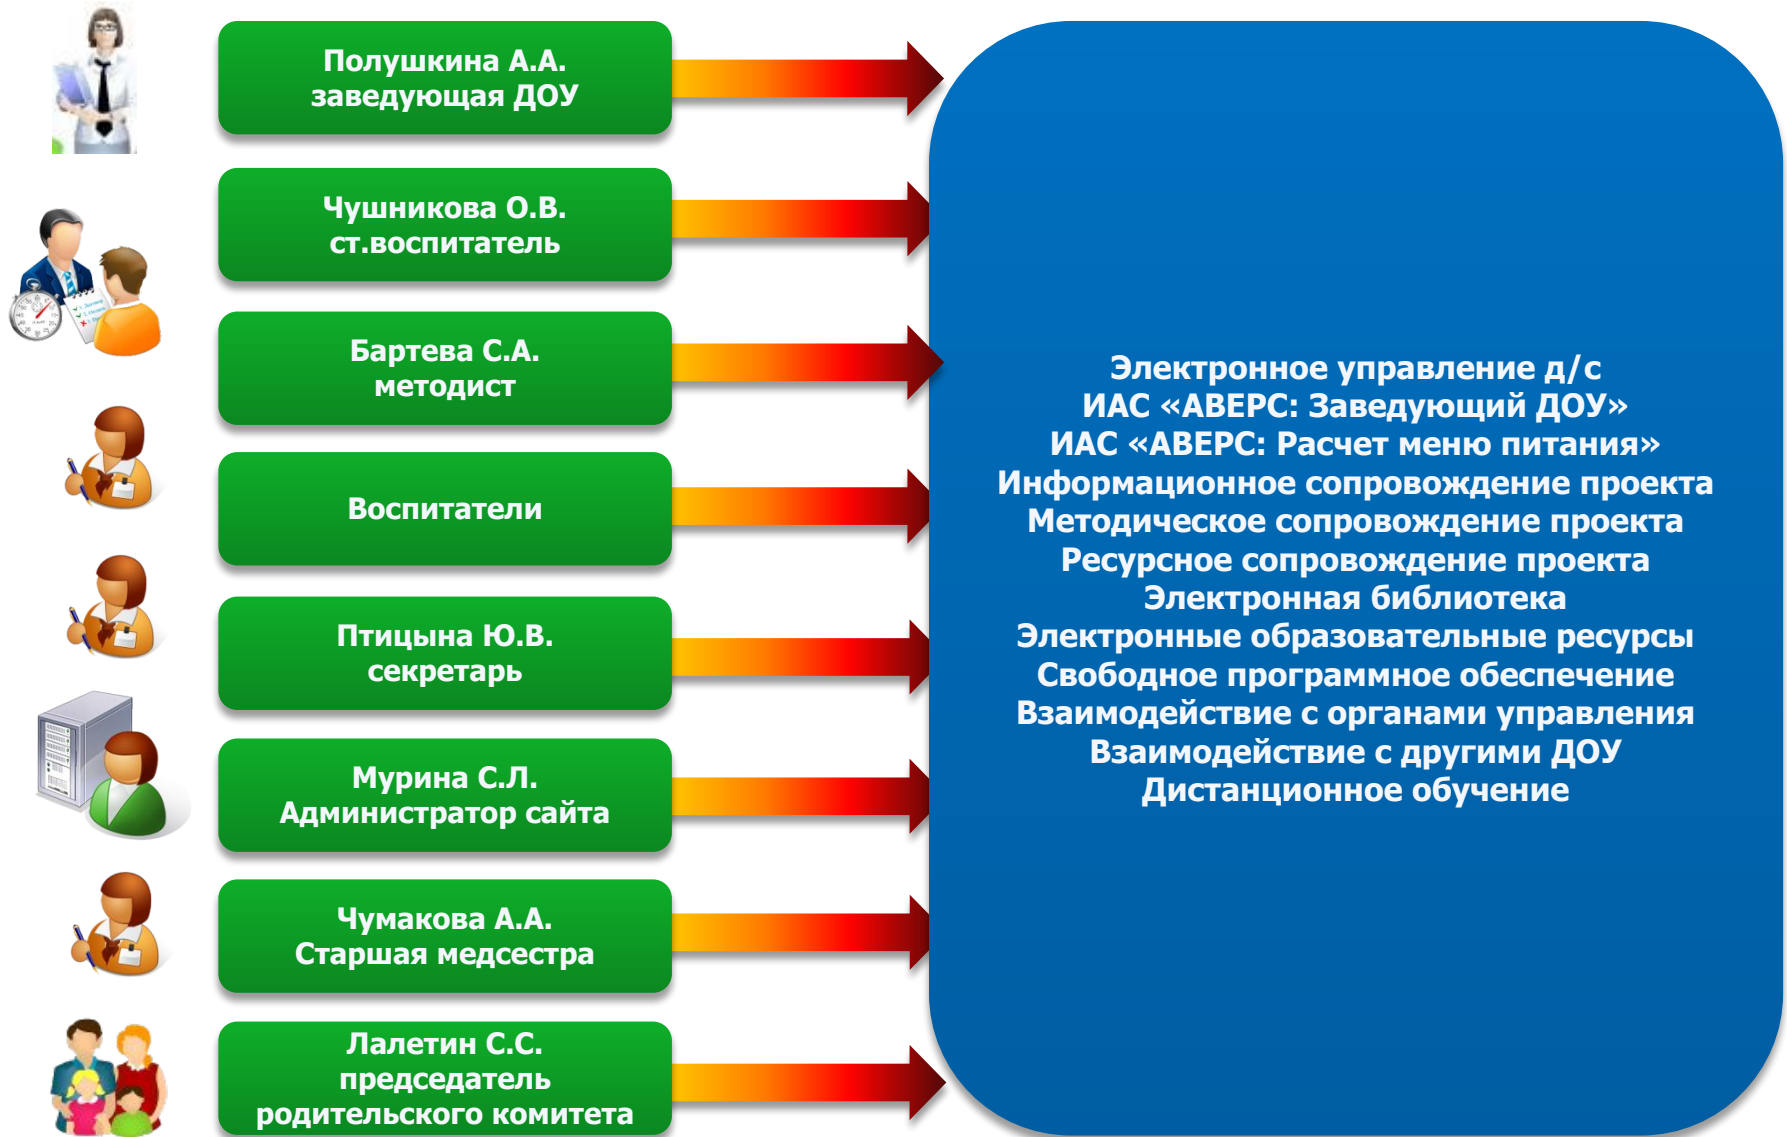 Полушкина А.А.
заведующая ДОУ
Чушникова О.В.
ст.воспитатель
Бартева С.А.
методист
Воспитатели
Птицына Ю.В.
секретарь
Мурина С.Л.
Администратор сайта
Чумакова А.А.
Старшая медсестра
Лалетин С.С.
председатель
родительского комитета
Электронное управление д/с
ИАС «АВЕРС: Заведующий ДОУ»
ИАС «АВЕРС: Расчет меню питания»
Информационное сопровождение проекта
Методическое сопровождение проекта
Ресурсное сопровождение проекта
Электронная библиотека
Электронные образовательные ресурсы
Свободное программное обеспечение
Взаимодействие с органами управления
Взаимодействие с другими ДОУ
Дистанционное обучение